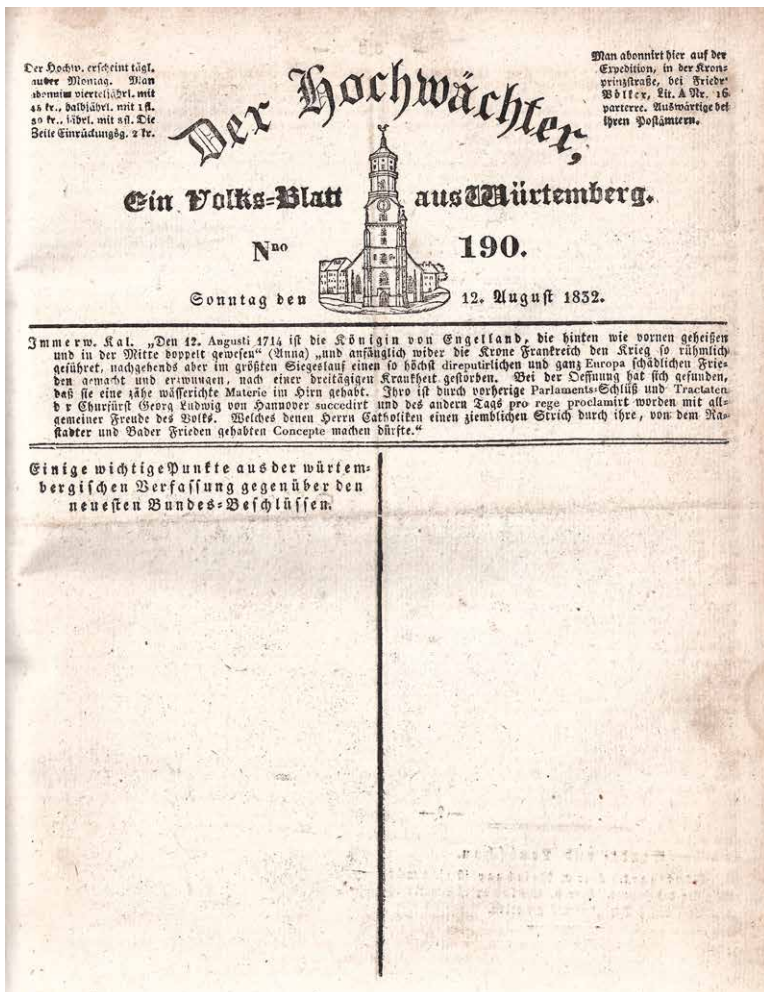 Der Hochw. erscheint tägl.
außer Montag. Man
abonnirt vierteljährl. mit
45 kr., halbjährl. mit 1 fl.
30 kr., jährl. mit 3 fl. Die
Zeile Einrückungsg. 2 kr.
Man abonnirt hier auf der
Expedition, in der Kron-
prinzstraße, bei Friedr.
Völker, Lit. A Nr. 16
parterre. Auswärtige bei
ihren Postämtern.
Der Hochwächter,
Ein Volks=Blatt aus Würtemberg.
Nno 190.
Sonntag den 12. August 1832.
Immerw. Kal. „Den 12. Augusti 1714 ist die Königin von Engelland, die hinten wie vornen geheißen
und in der Mitte doppelt gewesen“ (Anna) „und anfänglich wider die Krone Frankreich den Krieg so rühmlich
geführet, nachgehends aber im größten Siegeslauf einen so höchst direputirlichen und ganz Europa schädlichen Frie-
den gemacht und erzwungen, nach einer dreitägigen Krankheit gestorben. Bei der Oeffnung hat sich gefunden,
daß sie eine zähe wässerichte Materie im Hirn gehabt. Ihro ist durch vorherige Parlaments=Schlüß und Tractaten
d r Churfürst Georg Ludwig von Hannover succedirt und des andern Tags pro rege proclamirt worden mit all-
gemeiner Freude des Volks. Welches denen Herrn Catholiken einen ziemblichen Strich durch ihre, von dem Ra-
stadter und Bader Frieden gehabten Concepte machen dürfte.“
Einige wichtige Punkte aus der würtem-
bergischen Verfassung gegenüber den
neuesten Bundes=Beschlüssen.